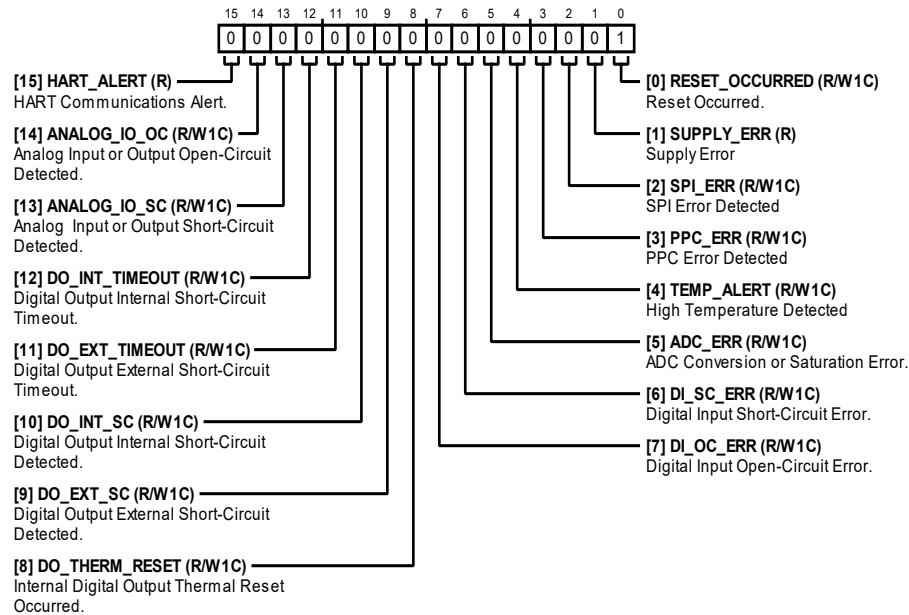 15 14 13 12 11 10 9 8 7 6 5 4 3 2 1 0
0 0 0 0 0 0 0 0 0 0 0 0 0 0 0 1
[15] HART_ALERT (R)
HART Communications Alert.
[14] ANALOG_IO_OC (R/W1C)
Analog Input or Output Open-Circuit
Detected.
[13] ANALOG_IO_SC (R/W1C)
Analog Input or Output Short-Circuit
Detected.
[12] DO_INT_TIMEOUT (R/W1C)
Digital Output Internal Short-Circuit
Timeout.
[11] DO_EXT_TIMEOUT (R/W1C)
Digital Output External Short-Circuit
Timeout.
[10] DO_INT_SC (R/W1C)
Digital Output Internal Short-Circuit
Detected.
[9] DO_EXT_SC (R/W1C)
Digital Output External Short-Circuit
Detected.
[8] DO_THERM_RESET (R/W1C)
Internal Digital Output Thermal Reset
Occurred.
[0] RESET_OCCURRED (R/W1C)
Reset Occurred.
[1] SUPPLY_ERR (R)
Supply Error
[2] SPI_ERR (R/W1C)
SPI Error Detected
[3] PPC_ERR (R/W1C)
PPC Error Detected
[4] TEMP_ALERT (R/W1C)
High Temperature Detected
[5] ADC_ERR (R/W1C)
ADC Conversion or Saturation Error.
[6] DI_SC_ERR (R/W1C)
Digital Input Short-Circuit Error.
[7] DI_OC_ERR (R/W1C)
Digital Input Open-Circuit Error.